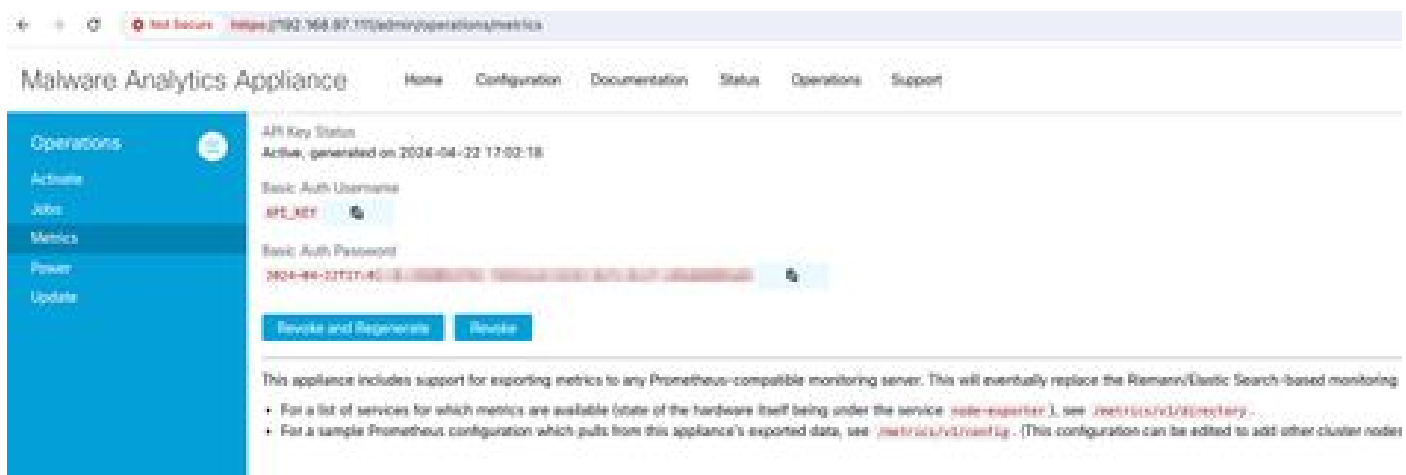 Not Secure https://192.168.97.111/admin/operations/metrics
Malware Analytics Appliance Home Configuration Documentation Status Operations Support
Operations
Activate
Jobs
Metrics
Power
Update
API Key Status
Active, generated on 2024-04-22 17:02:18
Basic Auth Username
API_KEY
Basic Auth Password
2024-04-22T17:0
Revoke and Regenerate Revoke
This appliance includes support for exporting metrics to any Prometheus-compatible monitoring server. This will eventually replace the Riemann/Elastic Search-based monitoring
• For a list of services for which metrics are available (state of the hardware itself being under the service node-exporter), see /metrics/v1/directory.
• For a sample Prometheus configuration which pulls from this appliance's exported data, see /metrics/v1/config. (This configuration can be edited to add other cluster nodes